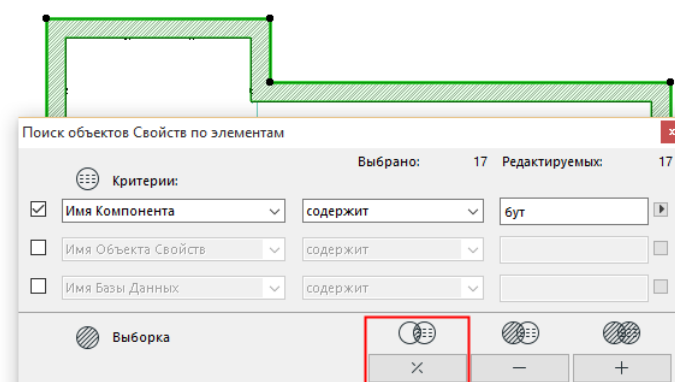 Поиск объектов Свойств по элементам
Выбрано: 17 Редактируемых: 17
Критерии:
Имя Компонента содержит бут
Имя Объекта Свойств содержит
Имя Базы Данных содержит
Выборка